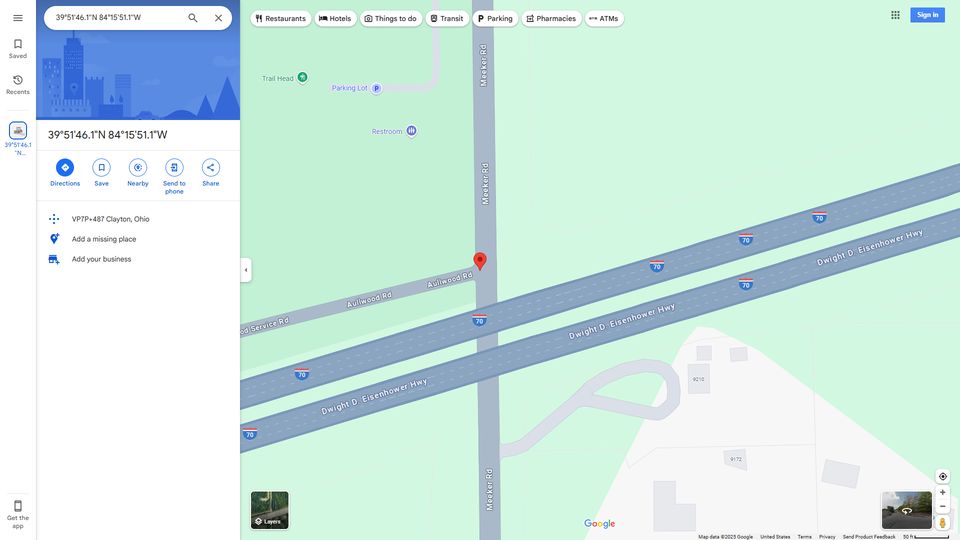 39°51'46.1"N 84°15'51.1"W
Restaurants
Hotels
Things to do
Transit
Parking
Pharmacies
ATMs
Sign in
Saved
Recents
39°51'46.1"
"N...
39°51'46.1"N 84°15'51.1"W
Directions
Save
Nearby
Send to
phone
Share
VP7P+487 Clayton, Ohio
Add a missing place
Add your business
Get the
app
Trail Head
Parking Lot
Restroom
Meeker Rd
Meeker Rd
Meeker Rd
Aullwood Rd
Aullwood Rd
od Service Rd
70
70
70
70
70
70
70
Dwight D. Eisenhower Hwy
Dwight D. Eisenhower Hwy
Dwight D. Eisenhower Hwy
9210
9172
Layers
Google
Map data ©2025 Google
United States
Terms
Privacy
Send Product Feedback
50 ft